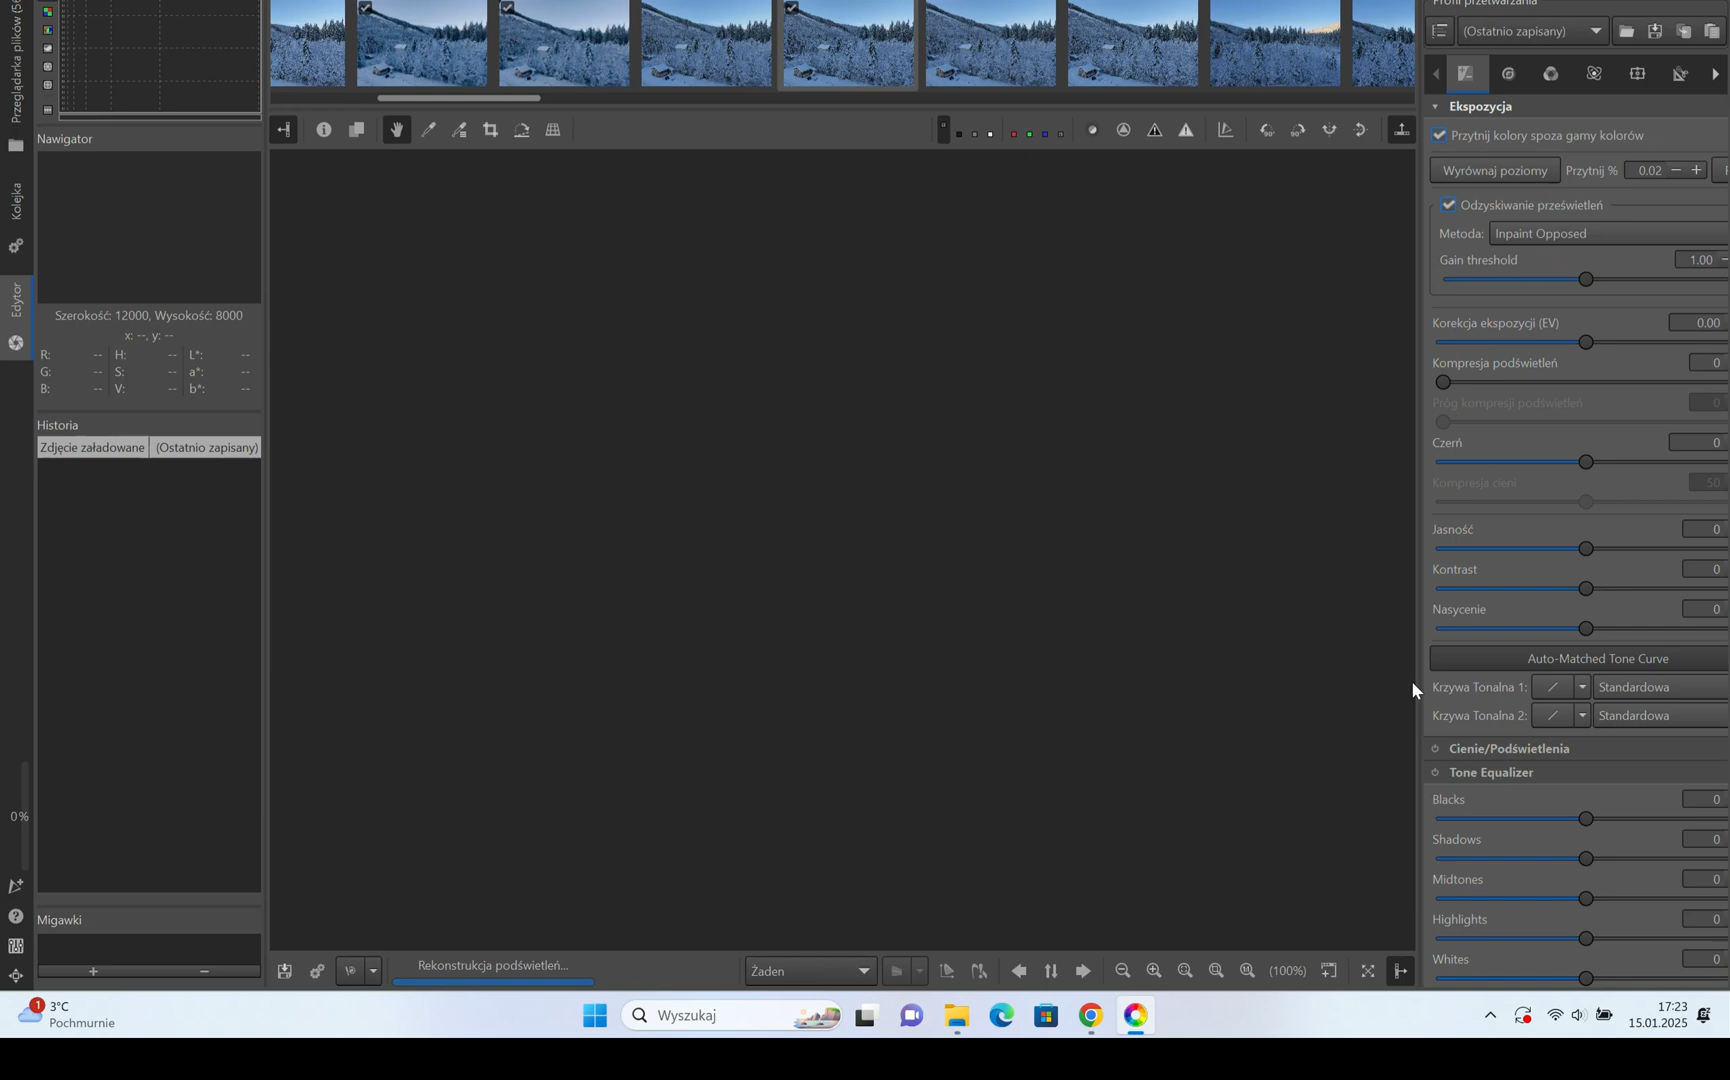 Profil przetwarzania
(Ostatnio zapisany)
Przeglądarka plików
Kolejka
Edytor
0%
Nawigator
Szerokość: 12000, Wysokość: 8000
x: --, y: --
R: -- H: -- L*: --
G: -- S: -- a*: --
B: -- V: -- b*: --
Historia
Zdjęcie załadowane (Ostatnio zapisany)
Migawki
+ −
Rekonstrukcja podświetleń...
Żaden
(100%)
Ekspozycja
Przytnij kolory spoza gamy kolorów
Wyrównaj poziomy Przytnij % 0.02 − +
Odzyskiwanie prześwietleń
Metoda: Inpaint Opposed
Gain threshold 1.00
Korekcja ekspozycji (EV) 0.00
Kompresja podświetleń 0
Próg kompresji podświetleń 0
Czerń 0
Kompresja cieni 50
Jasność 0
Kontrast 0
Nasycenie 0
Auto-Matched Tone Curve
Krzywa Tonalna 1: Standardowa
Krzywa Tonalna 2: Standardowa
Cienie/Podświetlenia
Tone Equalizer
Blacks 0
Shadows 0
Midtones 0
Highlights 0
Whites 0
1
3°C
Pochmurnie
Wyszukaj
17:23
15.01.2025